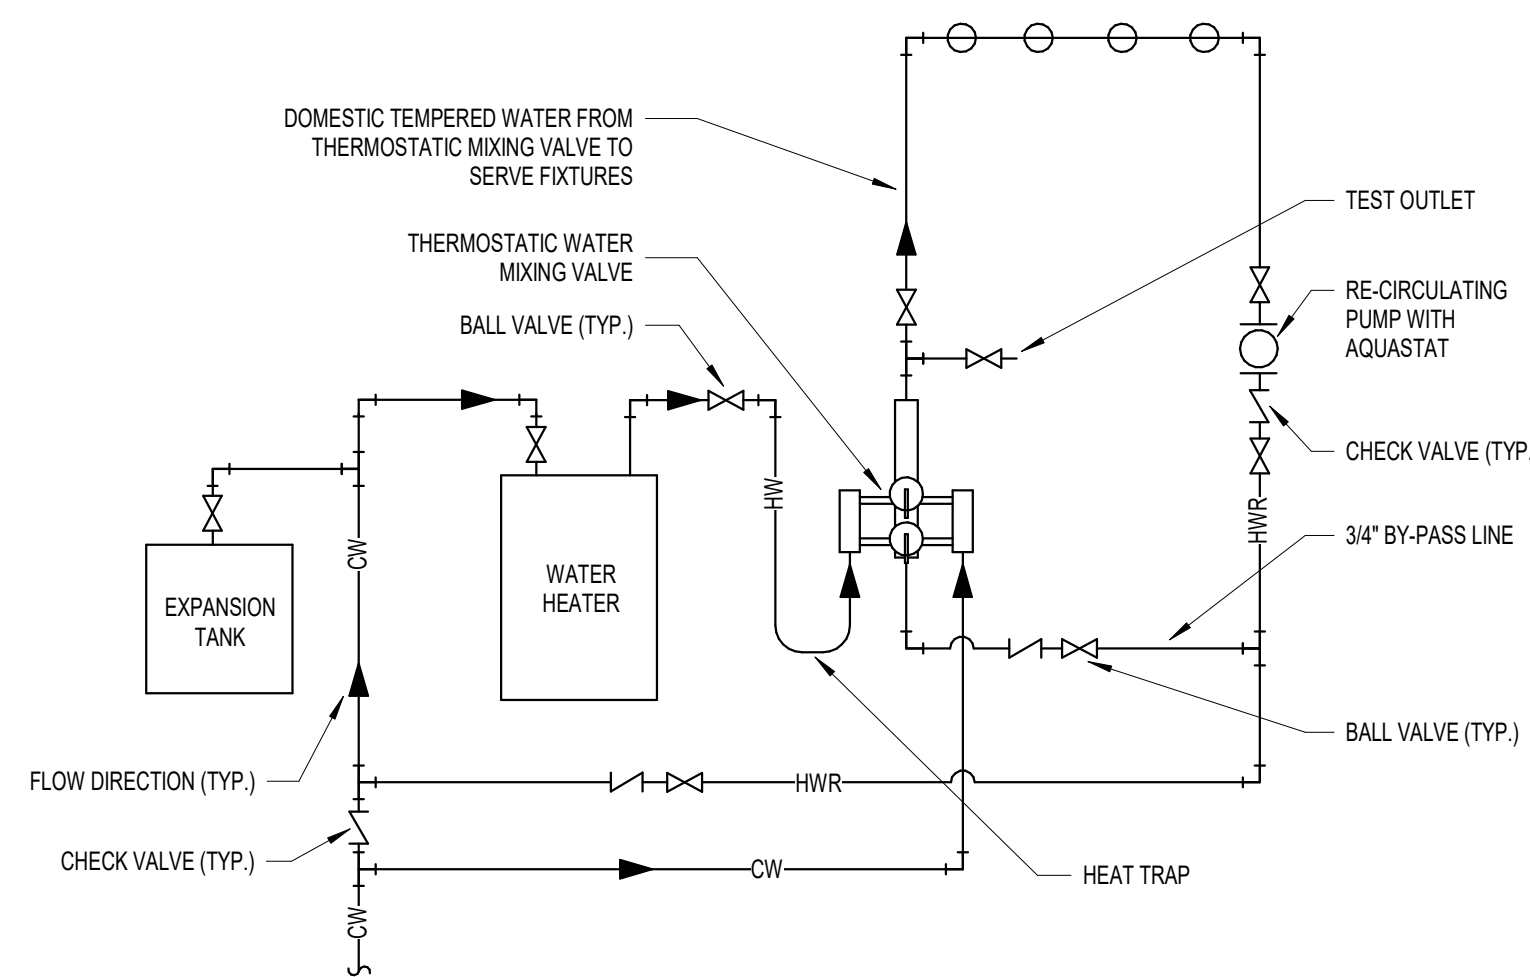 DOMESTIC TEMPERED WATER FROM
THERMOSTATIC MIXING VALVE TO
SERVE FIXTURES
TEST OUTLET
THERMOSTATIC WATER
MIXING VALVE
RE-CIRCULATING
PUMP WITH
AQUASTAT
BALL VALVE (TYP.)
CHECK VALVE (TYP.
HW
HWR
3/4" BY-PASS LINE
CW
WATER
HEATER
EXPANSION
TANK
BALL VALVE (TYP.)
FLOW DIRECTION (TYP.)
HWR
CHECK VALVE (TYP.)
CW
HEAT TRAP
CW